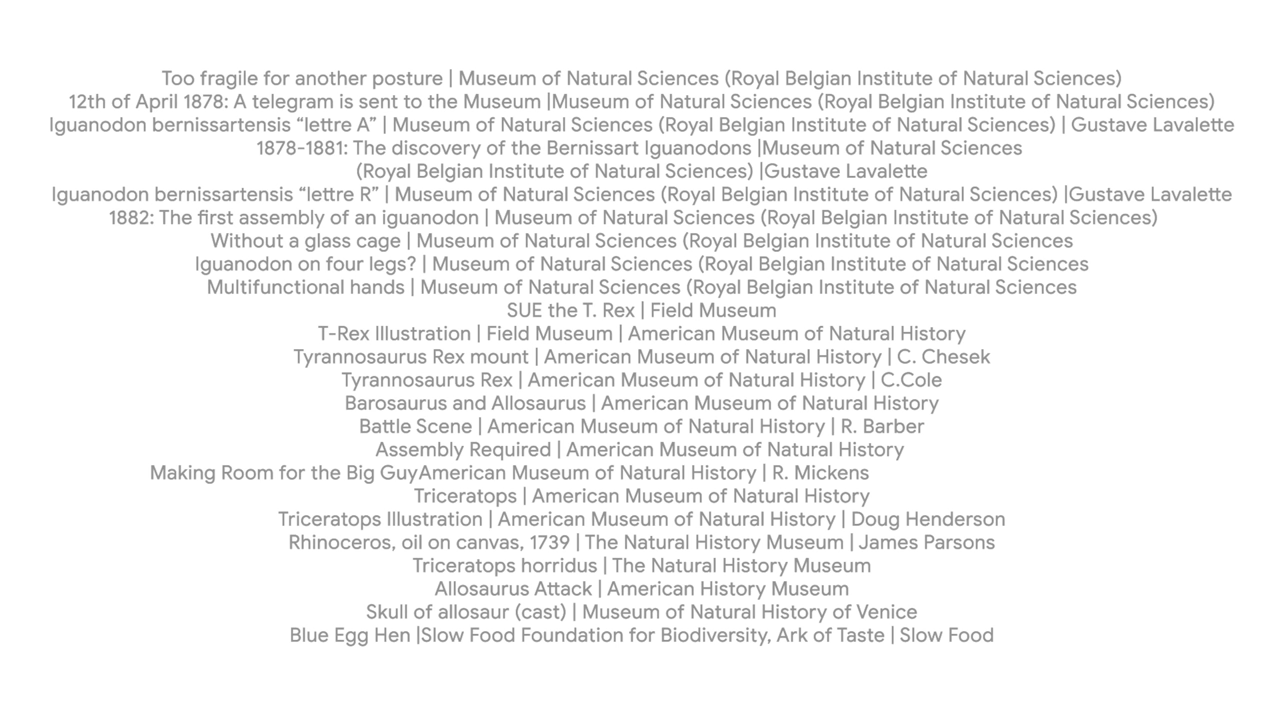 Too fragile for another posture | Museum of Natural Sciences (Royal Belgian Institute of Natural Sciences)
12th of April 1878: A telegram is sent to the Museum |Museum of Natural Sciences (Royal Belgian Institute of Natural Sciences)
Iguanodon bernissartensis “lettre A” | Museum of Natural Sciences (Royal Belgian Institute of Natural Sciences) | Gustave Lavalette
1878-1881: The discovery of the Bernissart Iguanodons |Museum of Natural Sciences
(Royal Belgian Institute of Natural Sciences) |Gustave Lavalette
Iguanodon bernissartensis “lettre R” | Museum of Natural Sciences (Royal Belgian Institute of Natural Sciences) |Gustave Lavalette
1882: The first assembly of an iguanodon | Museum of Natural Sciences (Royal Belgian Institute of Natural Sciences)
Without a glass cage | Museum of Natural Sciences (Royal Belgian Institute of Natural Sciences
Iguanodon on four legs? | Museum of Natural Sciences (Royal Belgian Institute of Natural Sciences
Multifunctional hands | Museum of Natural Sciences (Royal Belgian Institute of Natural Sciences
SUE the T. Rex | Field Museum
T-Rex Illustration | Field Museum | American Museum of Natural History
Tyrannosaurus Rex mount | American Museum of Natural History | C. Chesek
Tyrannosaurus Rex | American Museum of Natural History | C.Cole
Barosaurus and Allosaurus | American Museum of Natural History
Battle Scene | American Museum of Natural History | R. Barber
Assembly Required | American Museum of Natural History
Making Room for the Big GuyAmerican Museum of Natural History | R. Mickens
Triceratops | American Museum of Natural History
Triceratops Illustration | American Museum of Natural History | Doug Henderson
Rhinoceros, oil on canvas, 1739 | The Natural History Museum | James Parsons
Triceratops horridus | The Natural History Museum
Allosaurus Attack | American History Museum
Skull of allosaur (cast) | Museum of Natural History of Venice
Blue Egg Hen |Slow Food Foundation for Biodiversity, Ark of Taste | Slow Food